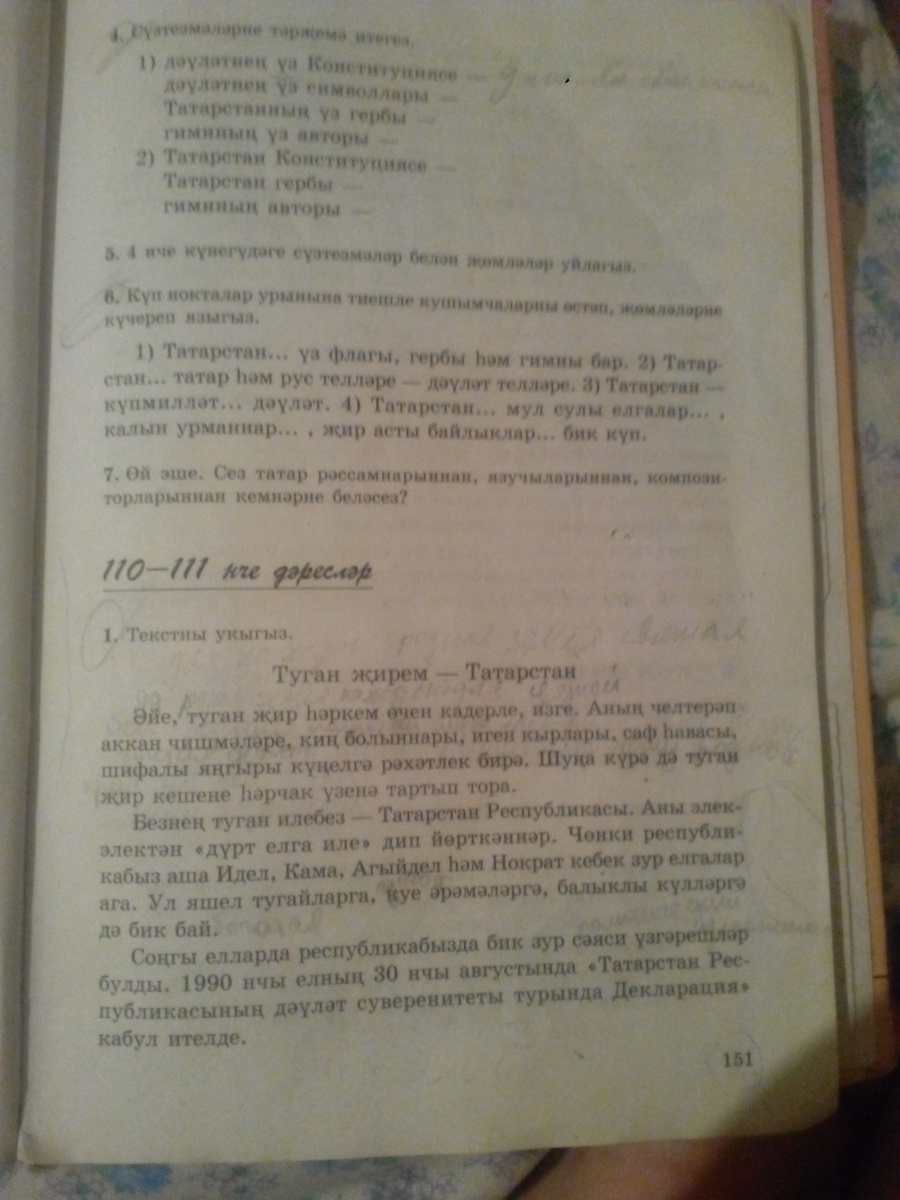 4. Сүзтезмәләрне тәрҗемә итегез.
1) дәүләтнең үз Конституциясе —
дәүләтнең үз символлары —
Татарстанның үз гербы —
гимнның үз авторы —
2) Татарстан Конституциясе —
Татарстан гербы —
гимнның авторы —
5. 4 нче күнегүдәге сүзтезмәләр белән җөмләләр уйлагыз.
6. Күп нокталар урынына тиешле кушымчаларны өстәп, җөмләләрне
күчереп языгыз.
1) Татарстан... үз флагы, гербы һәм гимны бар. 2) Татар-
стан... татар һәм рус телләре — дәүләт телләре. 3) Татарстан —
күпмилләт... дәүләт. 4) Татарстан... мул сулы елгалар... ,
калын урманнар... , җир асты байлыклар... бик күп.
7. Өй эше. Сез татар рәссамнарыннан, язучыларыннан, компози-
торларыннан кемнәрне беләсез?
110—111 нче дәресләр
1. Текстны укыгыз.
родная земля
Туган җирем — Татарстан
Әйе, туган җир һәркем өчен кадерле, изге. Аның челтерәп
аккан чишмәләре, киң болыннары, иген кырлары, саф һавасы,
шифалы яңгыры күңелгә рәхәтлек бирә. Шуңа күрә дә туган
җир кешене һәрчак үзенә тартып тора.
Безнең туган илебез — Татарстан Республикасы. Аны элек-
электән «дүрт елга иле» дип йөрткәннәр. Чөнки республи-
кабыз аша Идел, Кама, Агыйдел һәм Нократ кебек зур елгалар
ага. Ул яшел тугайларга, куе әрәмәләргә, балыклы күлләргә
дә бик бай.
Соңгы елларда республикабызда бик зур сәяси үзгәрешләр
булды. 1990 нчы елның 30 нчы августында «Татарстан Рес-
публикасының дәүләт суверенитеты турында Декларация»
кабул ителде.
151